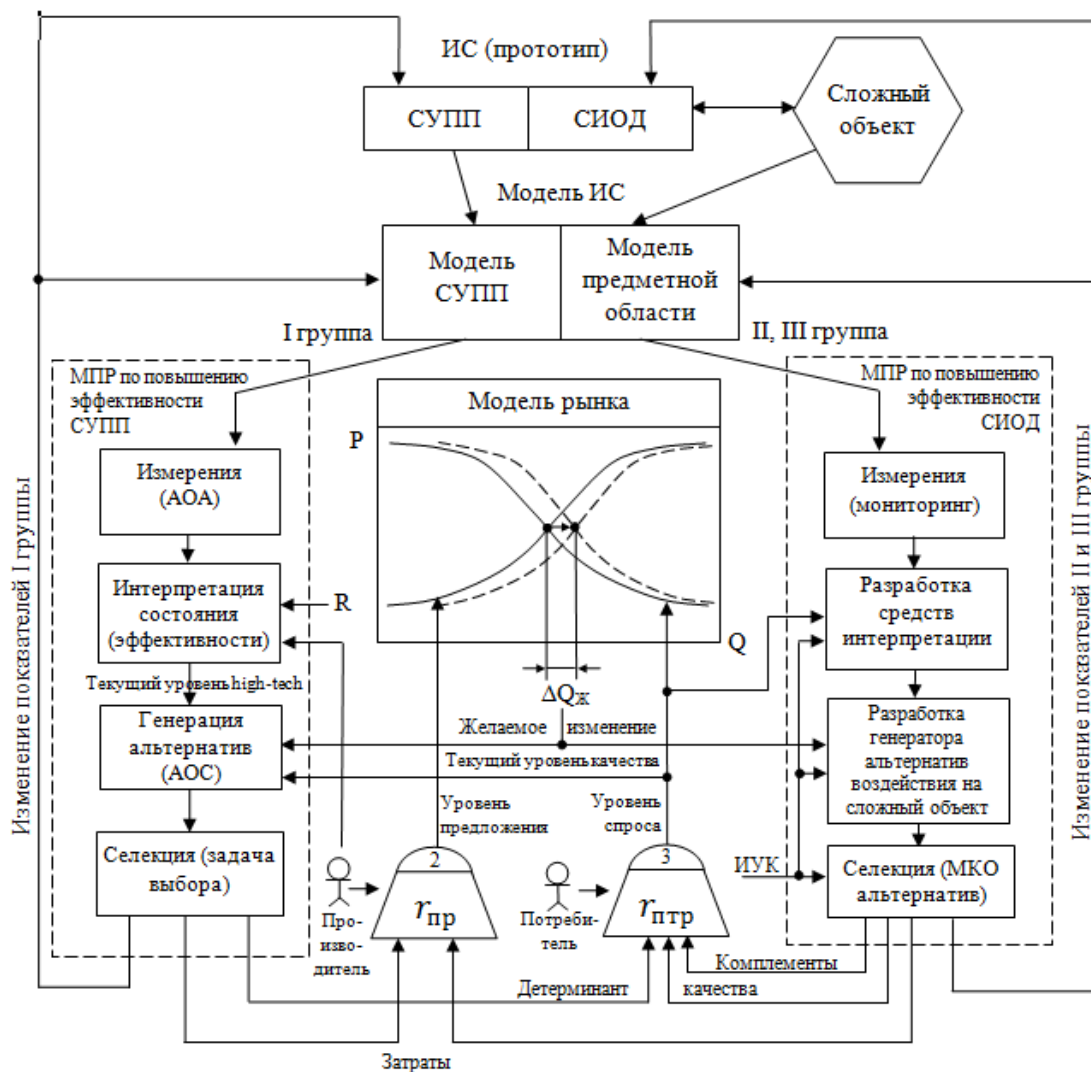 ИС (прототип)
СУПП
СИОД
Сложный
объект
Модель ИС
Модель
СУПП
Модель
предметной
области
I группа
II, III группа
МПР по повышению
эффективности
СУПП
Модель рынка
P
Q
МПР по повышению
эффективности
СИОД
Измерения
(АОА)
Измерения
(мониторинг)
Интерпретация
состояния
(эффективности)
R
Разработка
средств
интерпретации
Текущий уровень high-tech
ΔQж
Генерация
альтернатив
(АОС)
Желаемое изменение
Текущий уровень качества
Разработка
генератора
альтернатив
воздействия на
сложный объект
Уровень
предложения
Уровень
спроса
Селекция (задача
выбора)
2
rпр
3
rптр
ИУК
Селекция (МКО
альтернатив)
Про-
извo-
дитель
Потреби-
тель
Комплементы
Детерминант
качества
Затраты
Изменение показателей I группы
Изменение показателей II и III группы